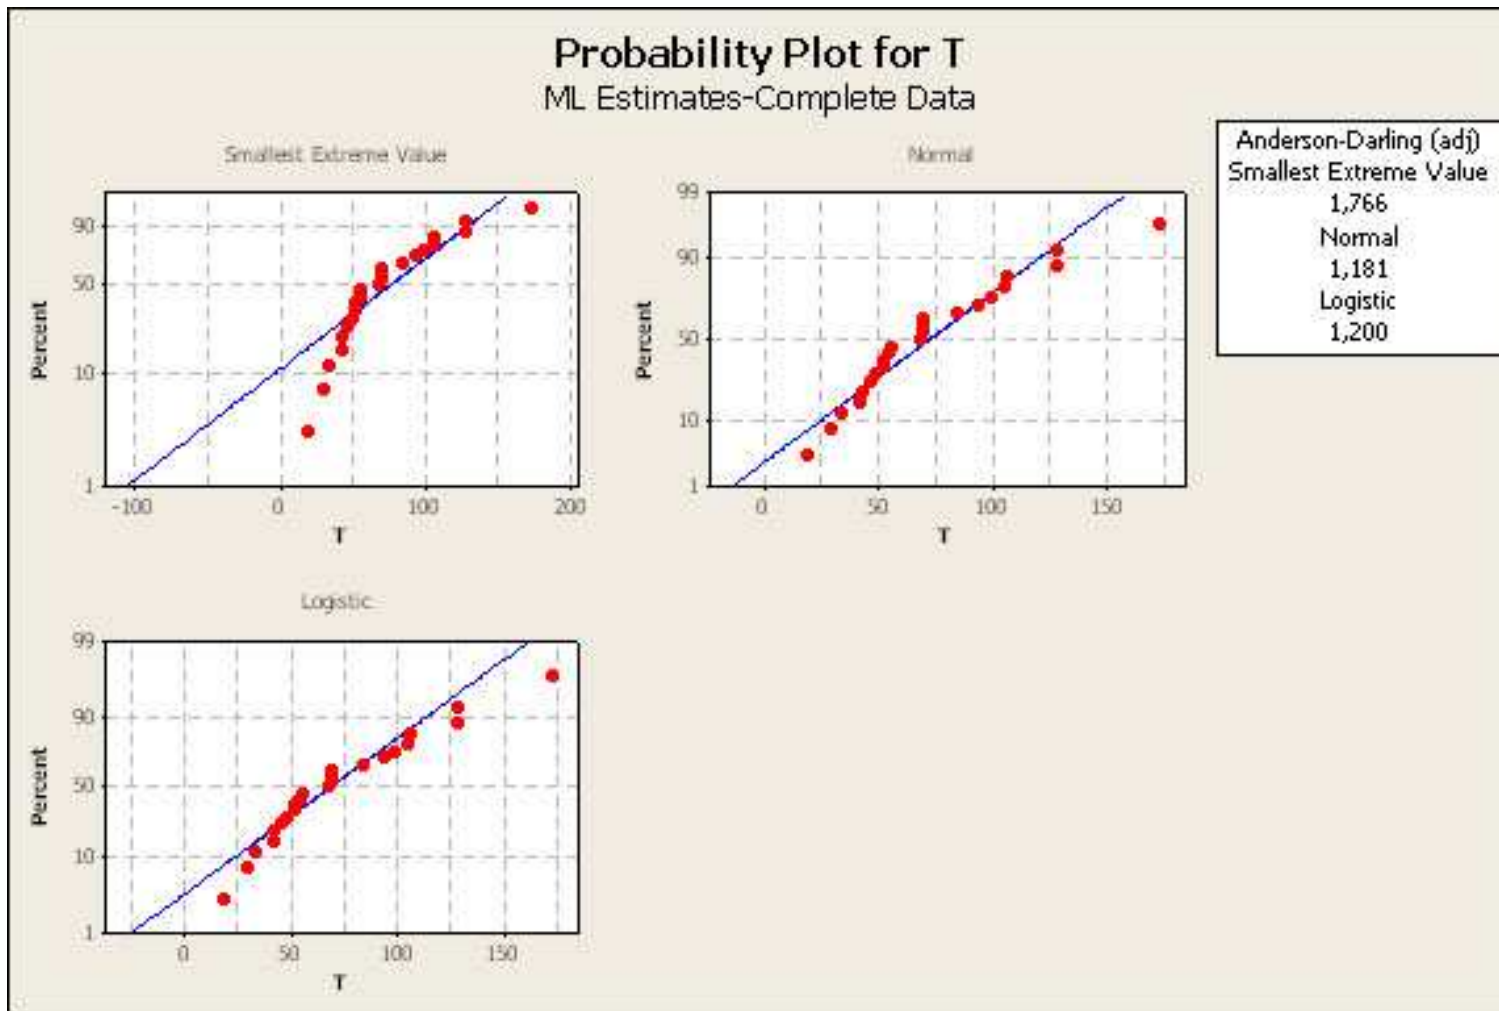 Probability Plot for T
ML Estimates-Complete Data
Smallest Extreme Value
90
50
10
1
Percent
-100
0
100
200
T
Normal
99
90
50
10
1
Percent
0
50
100
150
T
Anderson-Darling (adj)
Smallest Extreme Value
1,766
Normal
1,181
Logistic
1,200
Logistic
99
90
50
10
1
Percent
0
50
100
150
T